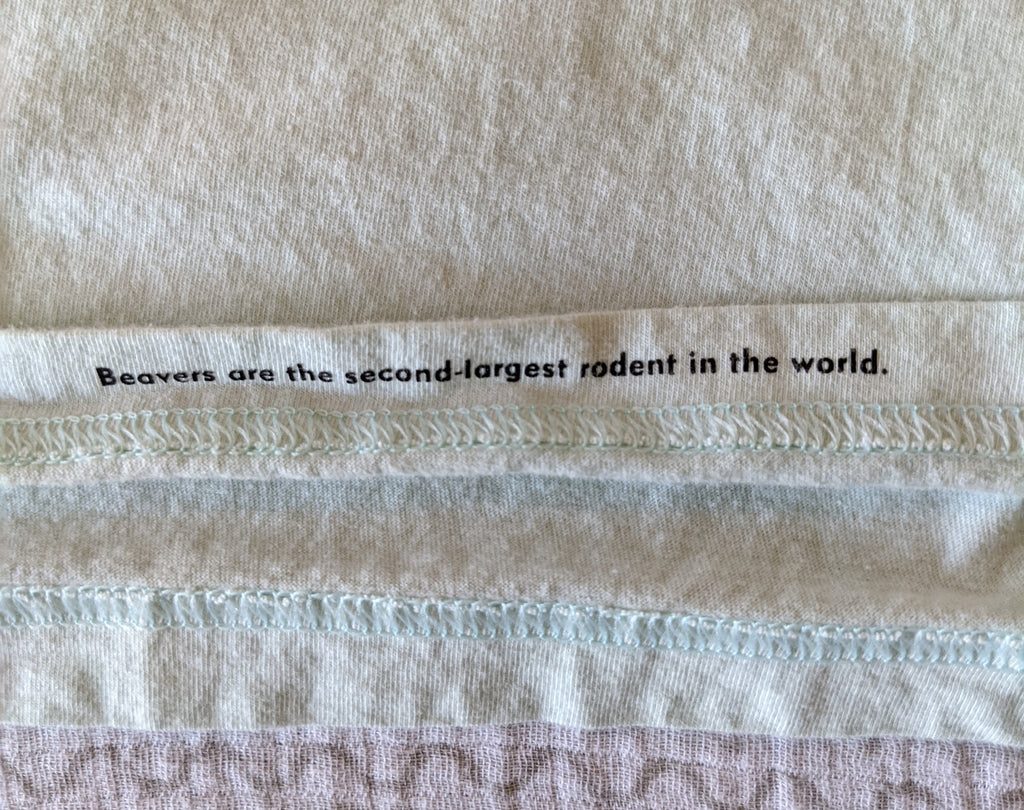 Beavers are the second-largest rodent in the world.